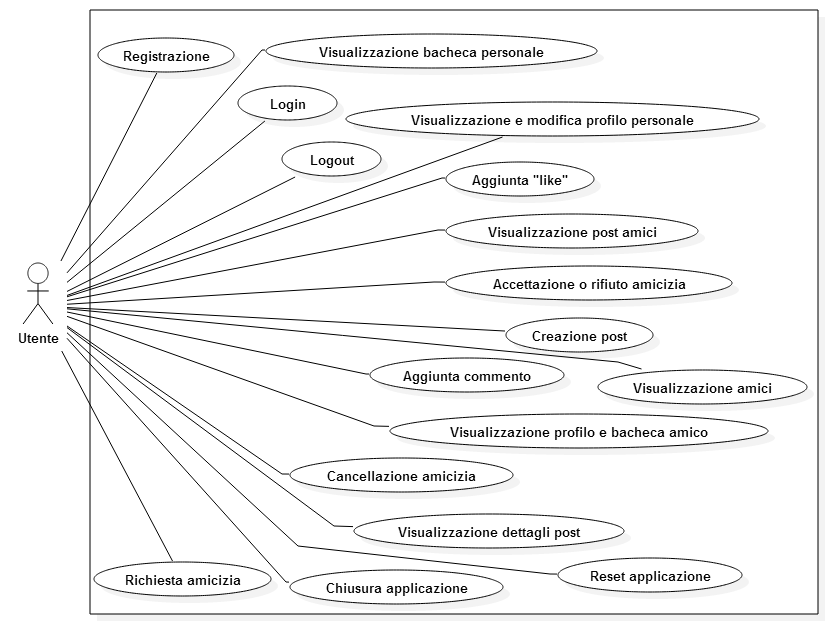 Visualizzazione bacheca personale
Registrazione
Login
Visualizzazione e modifica profilo personale
Logout
Aggiunta "like"
Visualizzazione post amici
Accettazione o rifiuto amicizia
Utente
Creazione post
Aggiunta commento
Visualizzazione amici
Visualizzazione profilo e bacheca amico
Cancellazione amicizia
Visualizzazione dettagli post
Reset applicazione
Richiesta amicizia
Chiusura applicazione